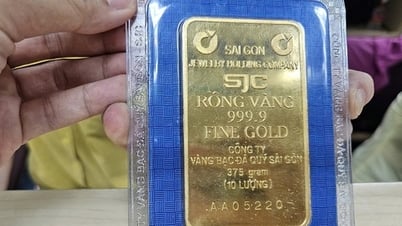 SAI GON
JEWELRY HOLDING COMPANY
SJC
RỒNG VÀNG
999.9
FINE GOLD
CÔNG TY
VÀNG BẠC ĐÁ QUÝ SÀI GÒN
375 gram
(10 LƯỢNG)
.AA05220